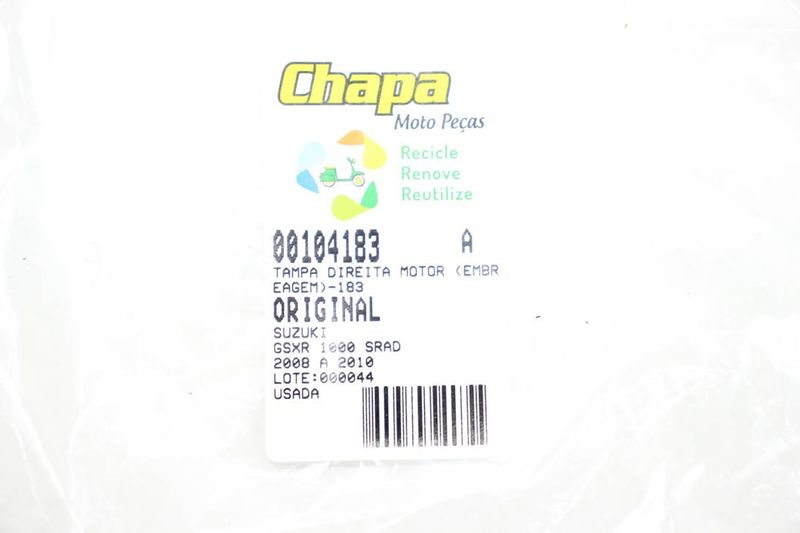 Chapa
Moto Peças
Recicle
Renove
Reutilize
00104183 A
TAMPA DIREITA MOTOR (EMBR
EAGEM)-183
ORIGINAL
SUZUKI
GSXR 1000 SRAD
2008 A 2010
LOTE:000044
USADA